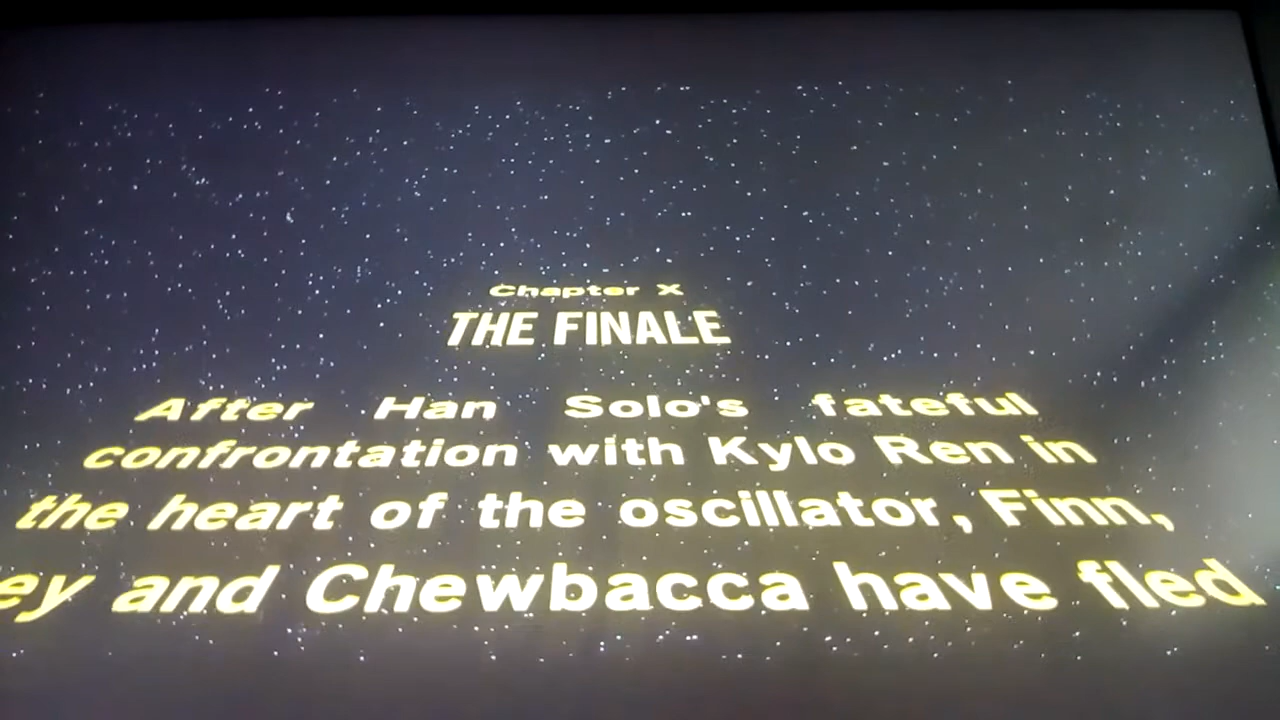 Chapter X
THE FINALE
After Han Solo's fateful
confrontation with Kylo Ren in
the heart of the oscillator, Finn,
ey and Chewbacca have fled